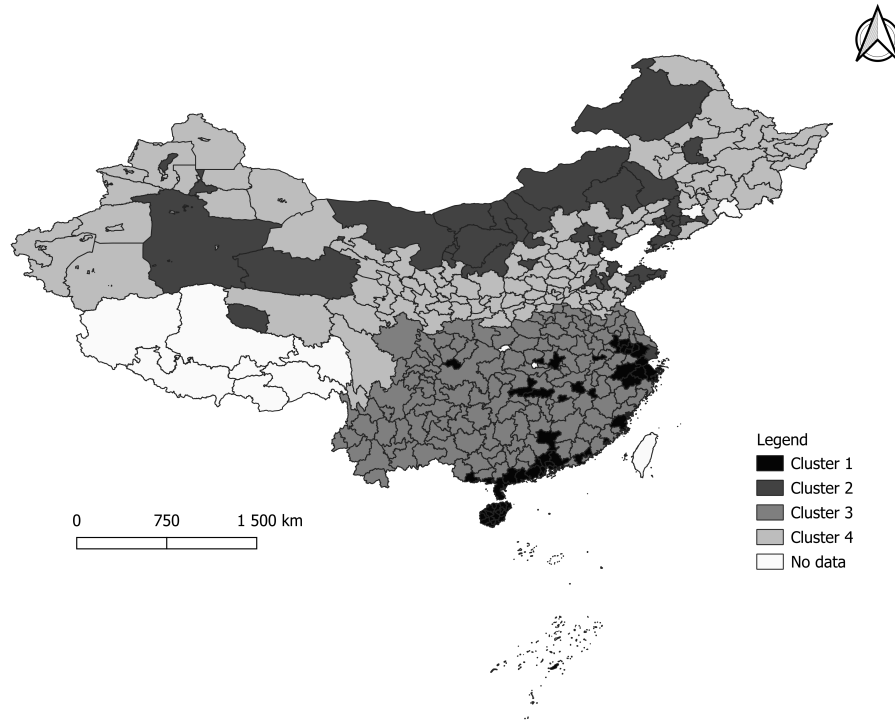 Legend
Cluster 1
Cluster 2
Cluster 3
Cluster 4
No data
0 750 1 500 km